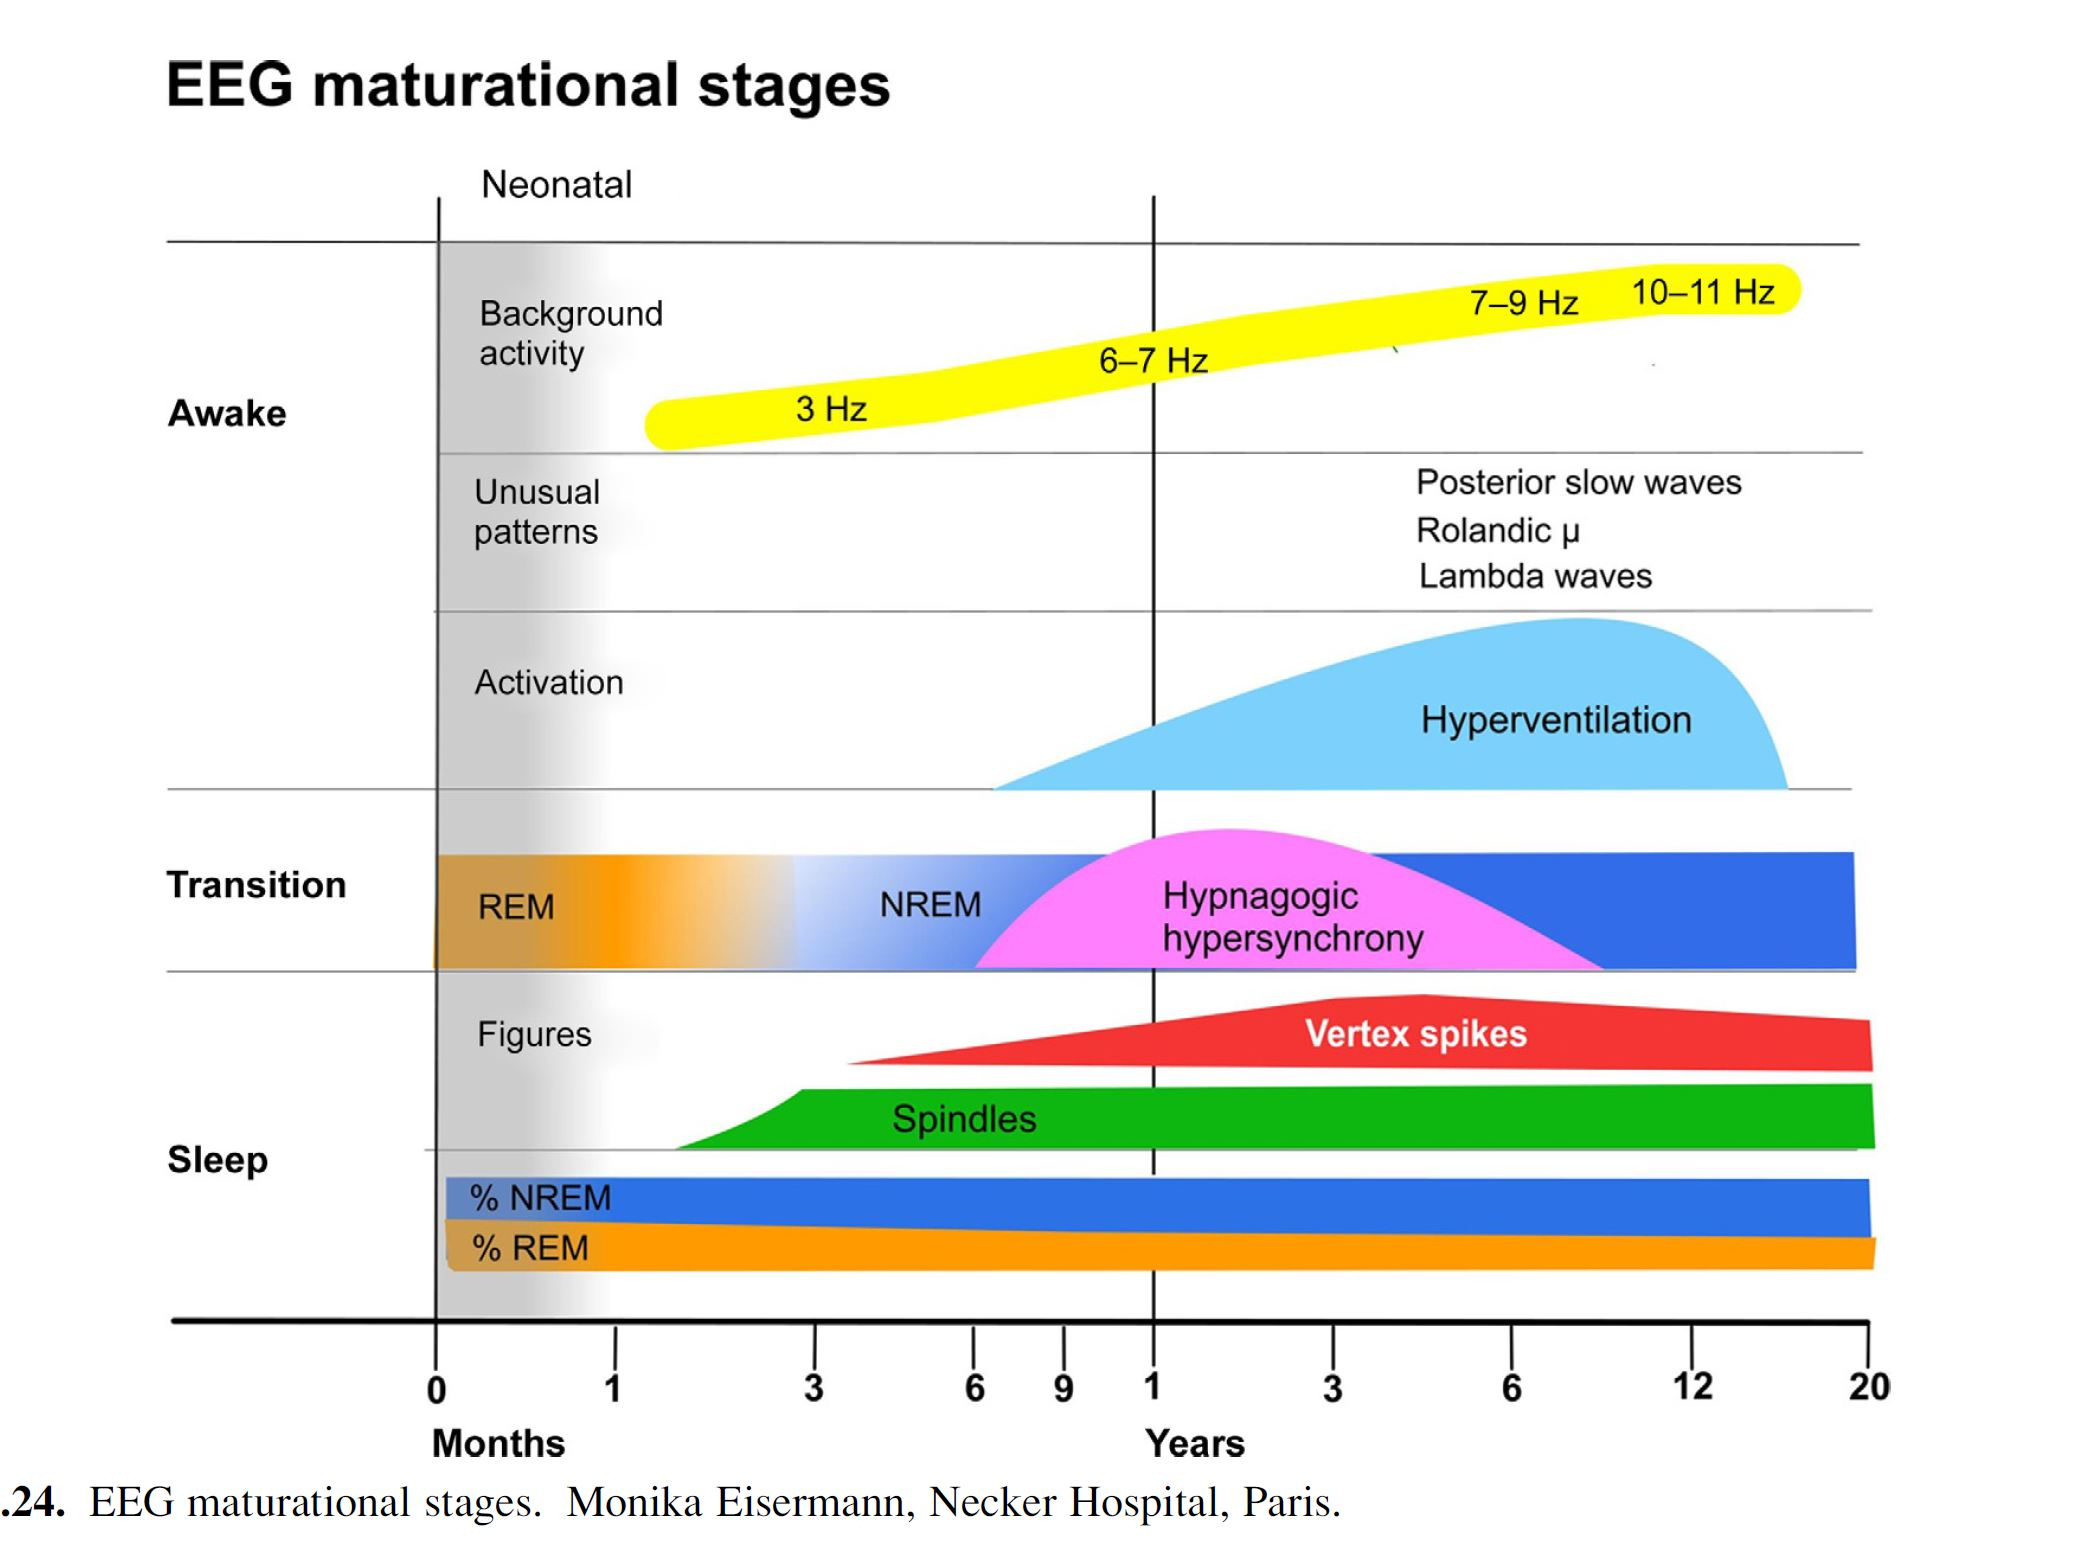 EEG maturational stages
Neonatal
Background
activity
7–9 Hz
10–11 Hz
6–7 Hz
3 Hz
Awake
Unusual
patterns
Posterior slow waves
Rolandic µ
Lambda waves
Activation
Hyperventilation
Transition
REM
NREM
Hypnagogic
hypersynchrony
Figures
Vertex spikes
Spindles
Sleep
% NREM
% REM
0 1 3 6 9 1 3 6 12 20
Months Years
.24. EEG maturational stages. Monika Eisermann, Necker Hospital, Paris.